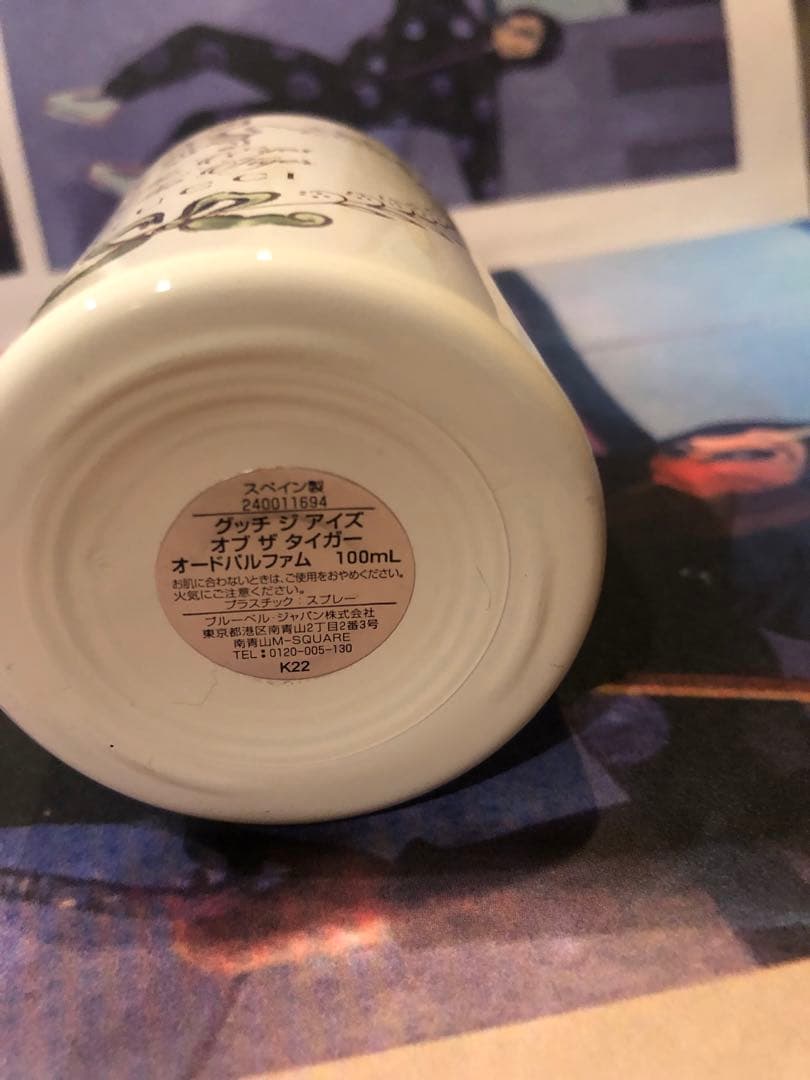 スペイン製
240011694
グッチ ジ アイズ
オブ ザ タイガー
オードパルファム 100mL
お肌に合わないときは、ご使用をおやめください。
火気にご注意ください。
プラスチック:スプレー
ブルーベル・ジャパン株式会社
東京都港区南青山2丁目2番3号
南青山M-SQUARE
TEL:0120-005-130
K22